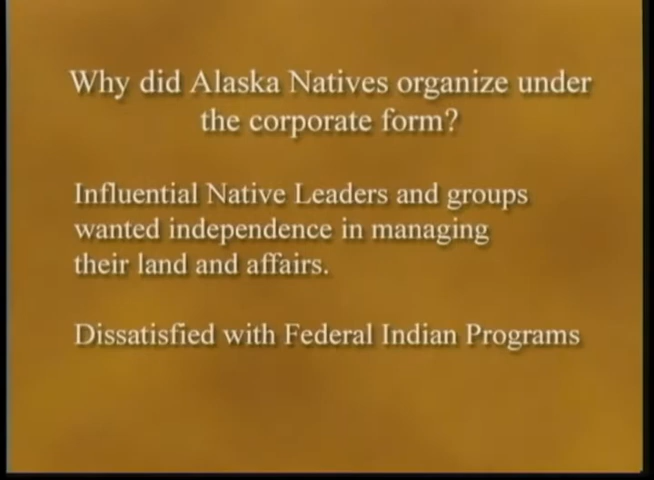 Why did Alaska Natives organize under
the corporate form?
Influential Native Leaders and groups
wanted independence in managing
their land and affairs.
Dissatisfied with Federal Indian Programs